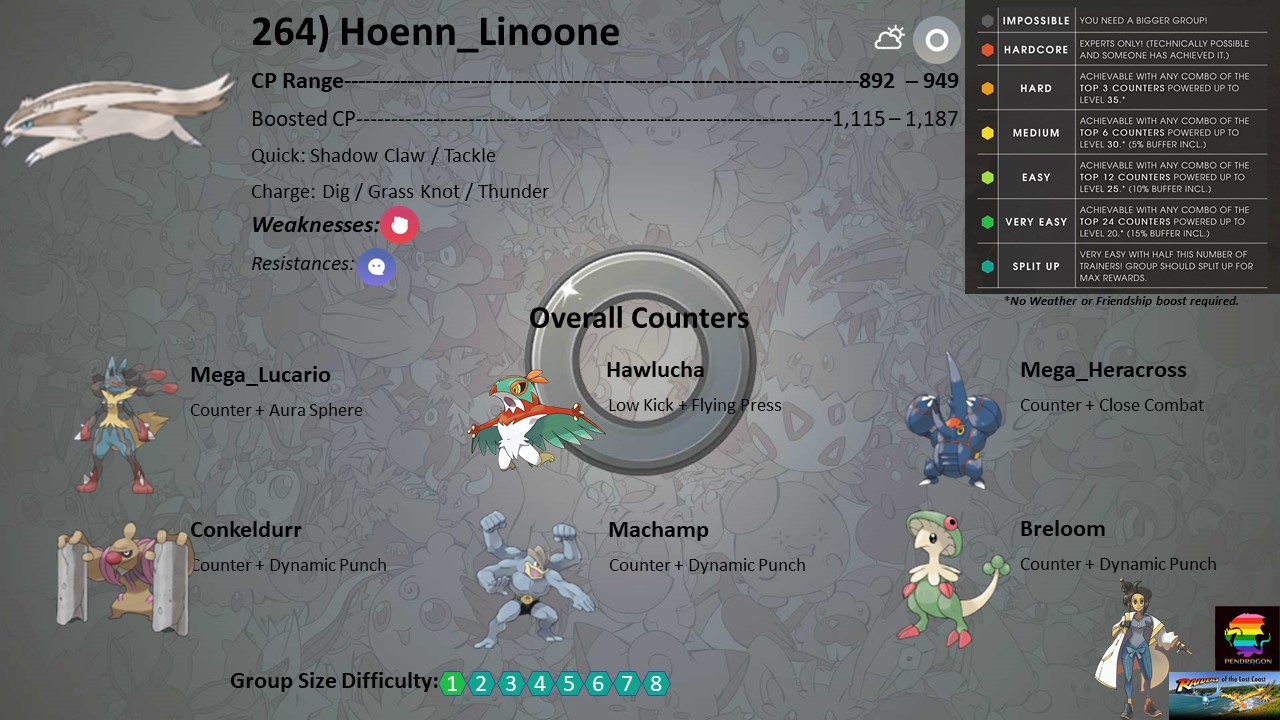 264) Hoenn_Linoone
CP Range--------------------------------------------------------------------------892 – 949
Boosted CP--------------------------------------------------------------------1,115 – 1,187
Quick: Shadow Claw / Tackle
Charge: Dig / Grass Knot / Thunder
Weaknesses:
Resistances:
IMPOSSIBLE YOU NEED A BIGGER GROUP!
HARDCORE EXPERTS ONLY! (TECHNICALLY POSSIBLE
AND SOMEONE HAS ACHIEVED IT.)
HARD ACHIEVABLE WITH ANY COMBO OF THE
TOP 3 COUNTERS POWERED UP TO
LEVEL 35.*
MEDIUM ACHIEVABLE WITH ANY COMBO OF THE
TOP 6 COUNTERS POWERED UP TO
LEVEL 30.* (5% BUFFER INCL.)
EASY ACHIEVABLE WITH ANY COMBO OF THE
TOP 12 COUNTERS POWERED UP TO
LEVEL 25.* (10% BUFFER INCL.)
VERY EASY ACHIEVABLE WITH ANY COMBO OF THE
TOP 24 COUNTERS POWERED UP TO
LEVEL 20.* (15% BUFFER INCL.)
SPLIT UP VERY EASY WITH HALF THIS NUMBER OF
TRAINERS! GROUP SHOULD SPLIT UP FOR
MAX REWARDS.
*No Weather or Friendship boost required.
Overall Counters
Mega_Lucario
Counter + Aura Sphere
Hawlucha
Low Kick + Flying Press
Mega_Heracross
Counter + Close Combat
Conkeldurr
Counter + Dynamic Punch
Machamp
Counter + Dynamic Punch
Breloom
Counter + Dynamic Punch
Group Size Difficulty: 1 2 3 4 5 6 7 8
PENDROGON
RAIDERS of the Lost Coast